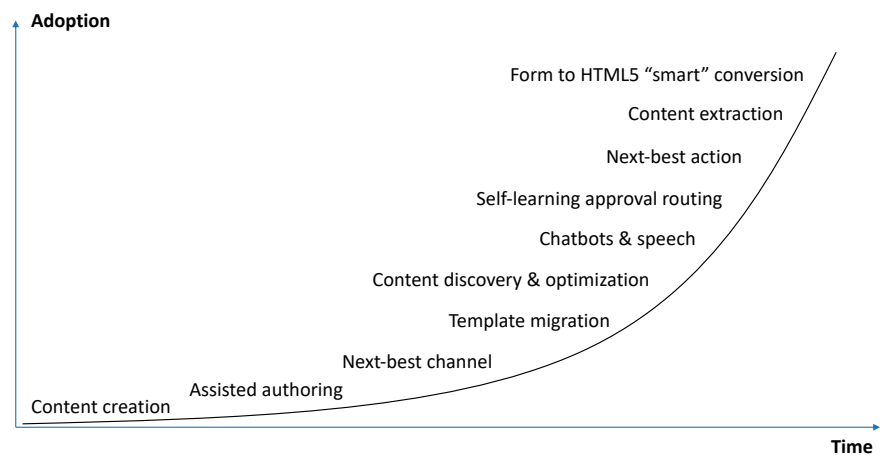 Adoption
Form to HTML5 “smart” conversion
Content extraction
Next-best action
Self-learning approval routing
Chatbots & speech
Content discovery & optimization
Template migration
Next-best channel
Assisted authoring
Content creation
Time